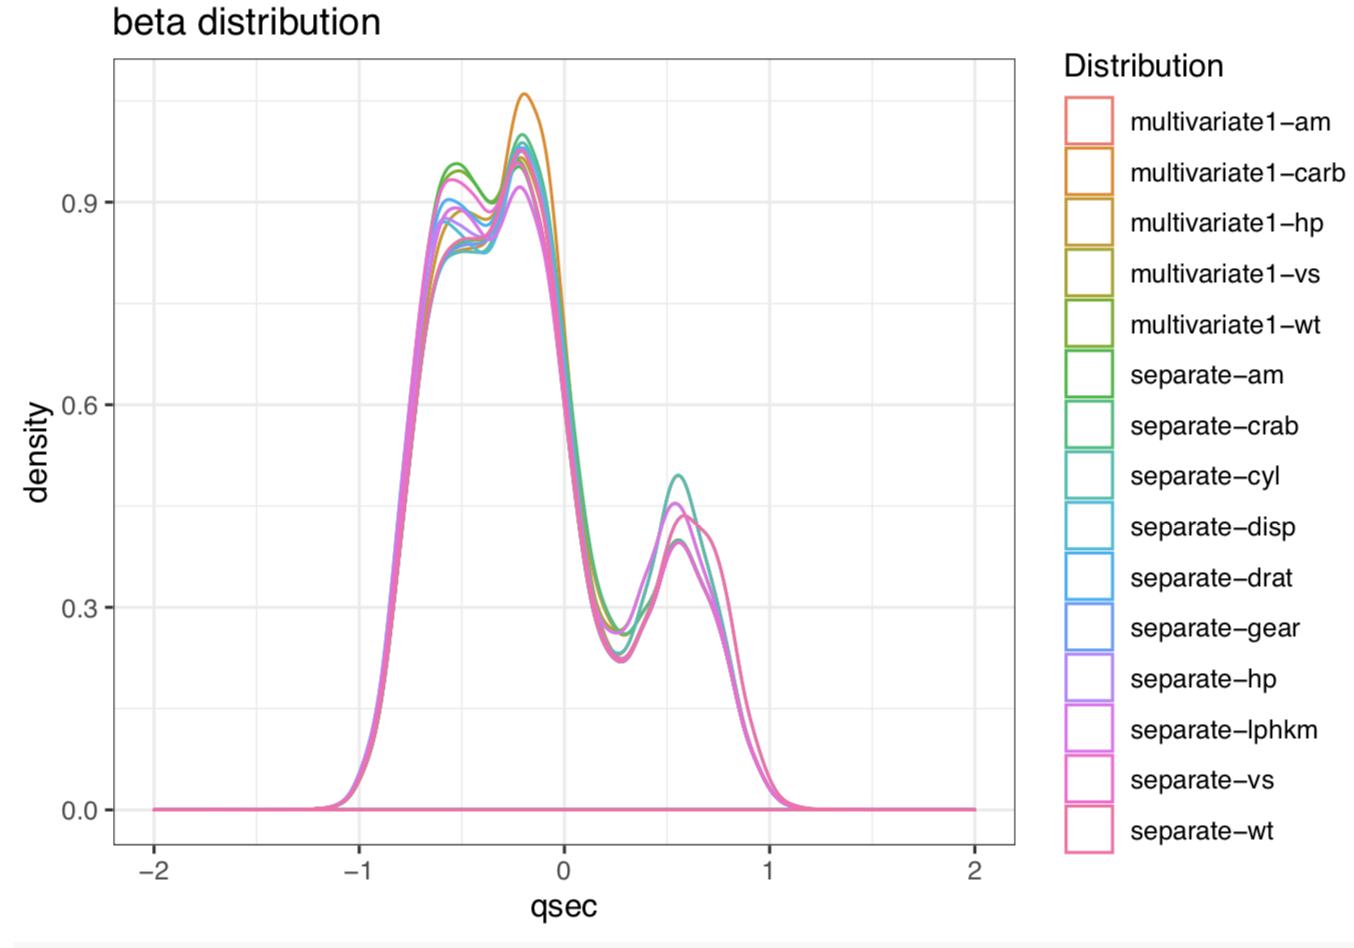 beta distribution
density
0.9
0.6
0.3
0.0
−2
−1
0
1
2
qsec
Distribution
multivariate1−am
multivariate1−carb
multivariate1−hp
multivariate1−vs
multivariate1−wt
separate−am
separate−crab
separate−cyl
separate−disp
separate−drat
separate−gear
separate−hp
separate−lphkm
separate−vs
separate−wt